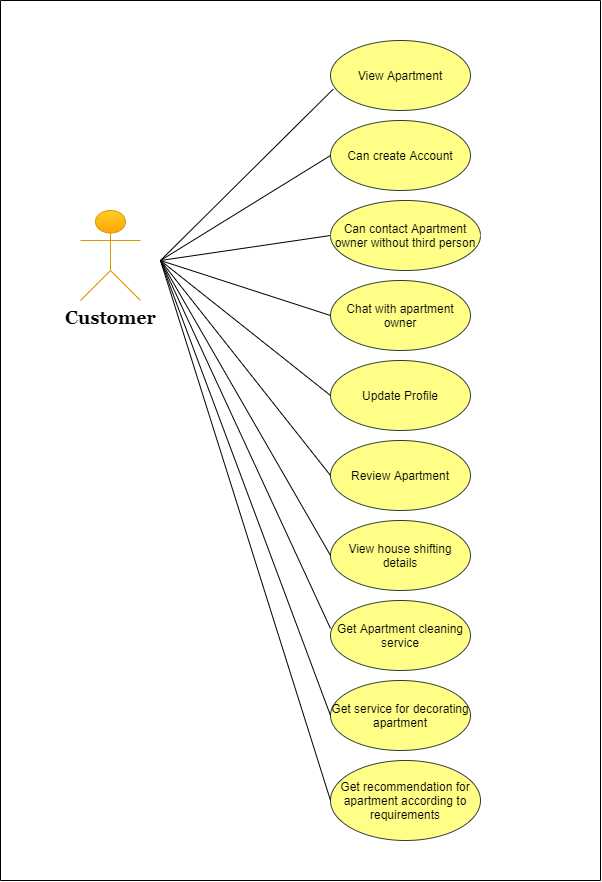 View Apartment
Can create Account
Can contact Apartment
owner without third person
Chat with apartment
owner
Customer
Update Profile
Review Apartment
View house shifting
details
Get Apartment cleaning
service
Get service for decorating
apartment
Get recommendation for
apartment according to
requirements